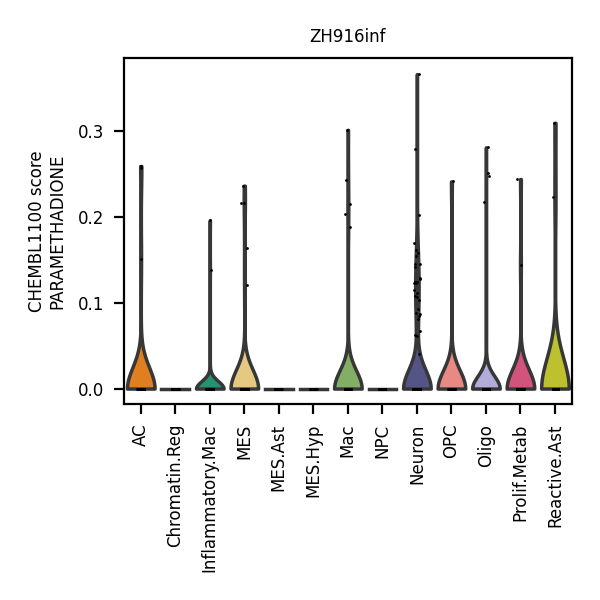 ZH916inf
CHEMBL1100 score
PARAMETHADIONE
0.3
0.2
0.1
0.0
AC
Chromatin.Reg
Inflammatory.Mac
MES
MES.Ast
MES.Hyp
Mac
NPC
Neuron
OPC
Oligo
Prolif.Metab
Reactive.Ast